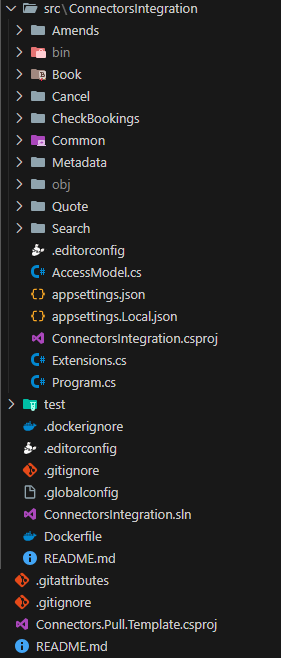 src\ConnectorsIntegration
Amends
bin
Book
Cancel
CheckBookings
Common
Metadata
obj
Quote
Search
.editorconfig
AccessModel.cs
appsettings.json
appsettings.Local.json
ConnectorsIntegration.csproj
Extensions.cs
Program.cs
test
.dockerignore
.editorconfig
.gitignore
.globalconfig
ConnectorsIntegration.sln
Dockerfile
README.md
.gitattributes
.gitignore
Connectors.Pull.Template.csproj
README.md